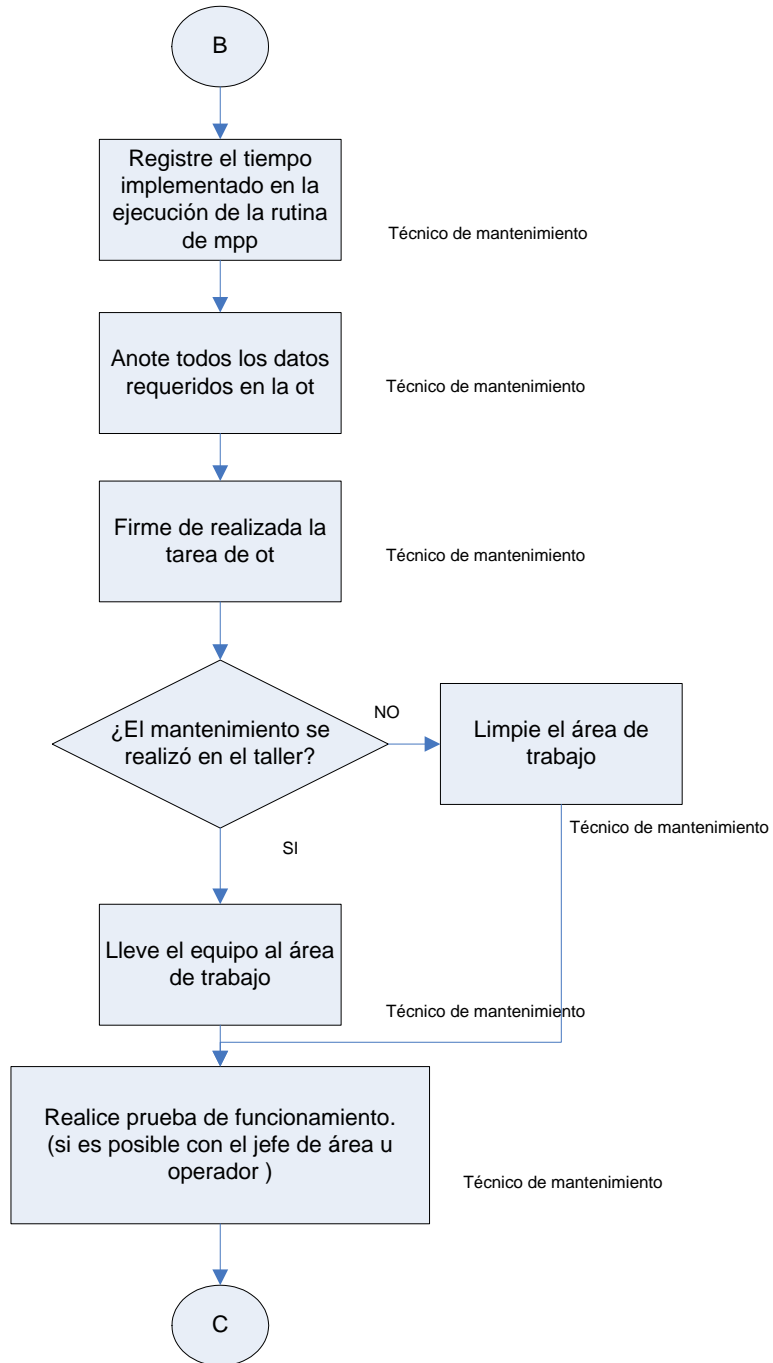 B
Registre el tiempo
implementado en la
ejecución de la rutina
de mpp
Técnico de mantenimiento
Anote todos los datos
requeridos en la ot
Técnico de mantenimiento
Firme de realizada la
tarea de ot
Técnico de mantenimiento
¿El mantenimiento se
realizó en el taller?
NO
Limpie el área de
trabajo
Técnico de mantenimiento
SI
Lleve el equipo al área
de trabajo
Técnico de mantenimiento
Realice prueba de funcionamiento.
(si es posible con el jefe de área u
operador )
Técnico de mantenimiento
C